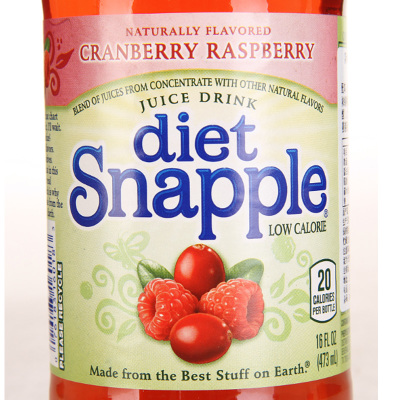 NATURALLY FLAVORED
CRANBERRY RASPBERRY
BLEND OF JUICES FROM CONCENTRATE WITH OTHER NATURAL FLAVORS
JUICE DRINK
diet
Snapple®
LOW CALORIE
20
CALORIES
PER BOTTLE
16 FL OZ
(473 mL)
Made from the Best Stuff on Earth.®
PLEASE RECYCLE